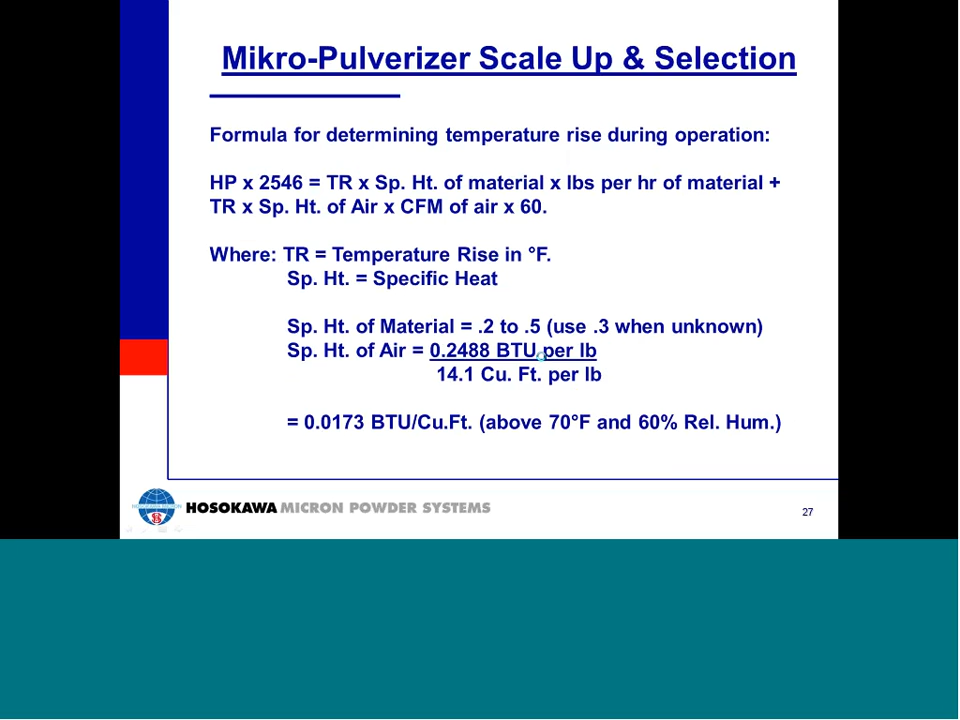 Mikro-Pulverizer Scale Up & Selection
Formula for determining temperature rise during operation:
HP x 2546 = TR x Sp. Ht. of material x lbs per hr of material +
TR x Sp. Ht. of Air x CFM of air x 60.
Where: TR = Temperature Rise in °F.
Sp. Ht. = Specific Heat
Sp. Ht. of Material = .2 to .5 (use .3 when unknown)
Sp. Ht. of Air = 0.2488 BTU per lb
14.1 Cu. Ft. per lb
= 0.0173 BTU/Cu.Ft. (above 70°F and 60% Rel. Hum.)
HOSOKAWA MICRON POWDER SYSTEMS
27